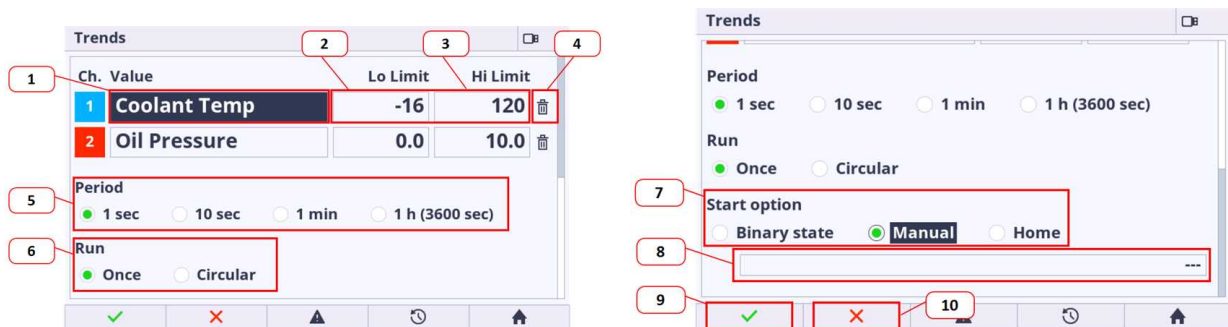 Trends
2
3
4
1
Ch. Value Lo Limit Hi Limit
1 Coolant Temp -16 120
2 Oil Pressure 0.0 10.0
5
Period
1 sec 10 sec 1 min 1 h (3600 sec)
6
Run
Once Circular
Trends
Period
1 sec 10 sec 1 min 1 h (3600 sec)
Run
Once Circular
7
Start option
Binary state Manual Home
8
---
9
10